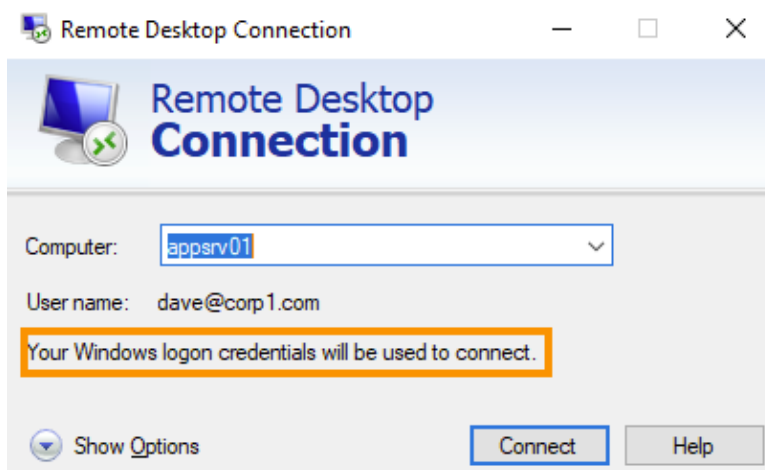 Remote Desktop Connection
Remote Desktop
Connection
Computer: appsrv01
User name: dave@corp1.com
Your Windows logon credentials will be used to connect.
Show Options Connect Help